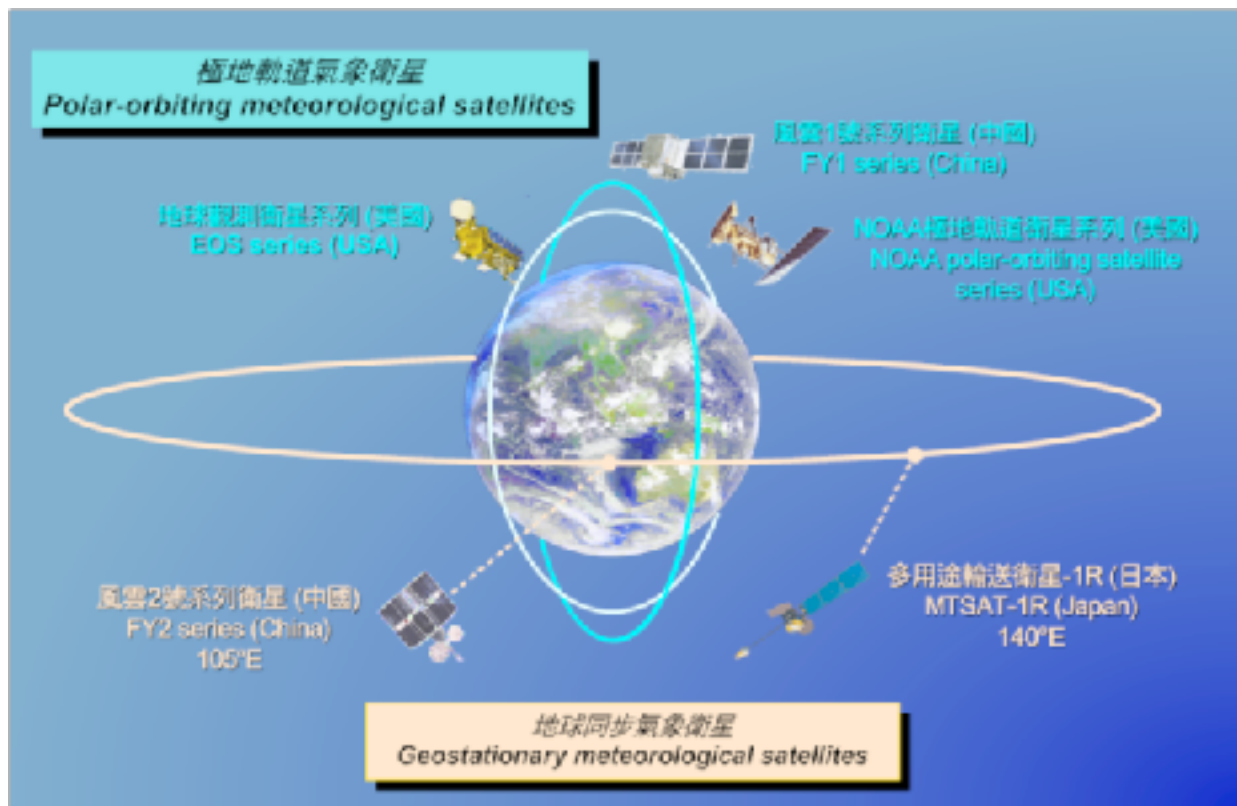 極地軌道氣象衛星
Polar-orbiting meteorological satellites
風雲1號系列衛星 (中國)
FY1 series (China)
地球觀測衛星系列 (美國)
EOS series (USA)
NOAA極地軌道衛星系列 (美國)
NOAA polar-orbiting satellite
series (USA)
風雲2號系列衛星 (中國)
FY2 series (China)
105°E
多用途輸送衛星-1R (日本)
MTSAT-1R (Japan)
140°E
地球同步氣象衛星
Geostationary meteorological satellites